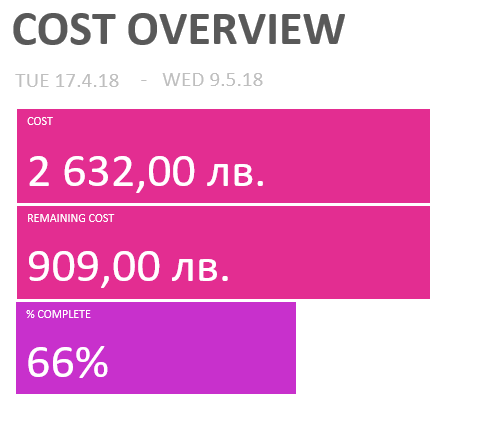 COST OVERVIEW
TUE 17.4.18 - WED 9.5.18
COST
2 632,00 лв.
REMAINING COST
909,00 лв.
% COMPLETE
66%